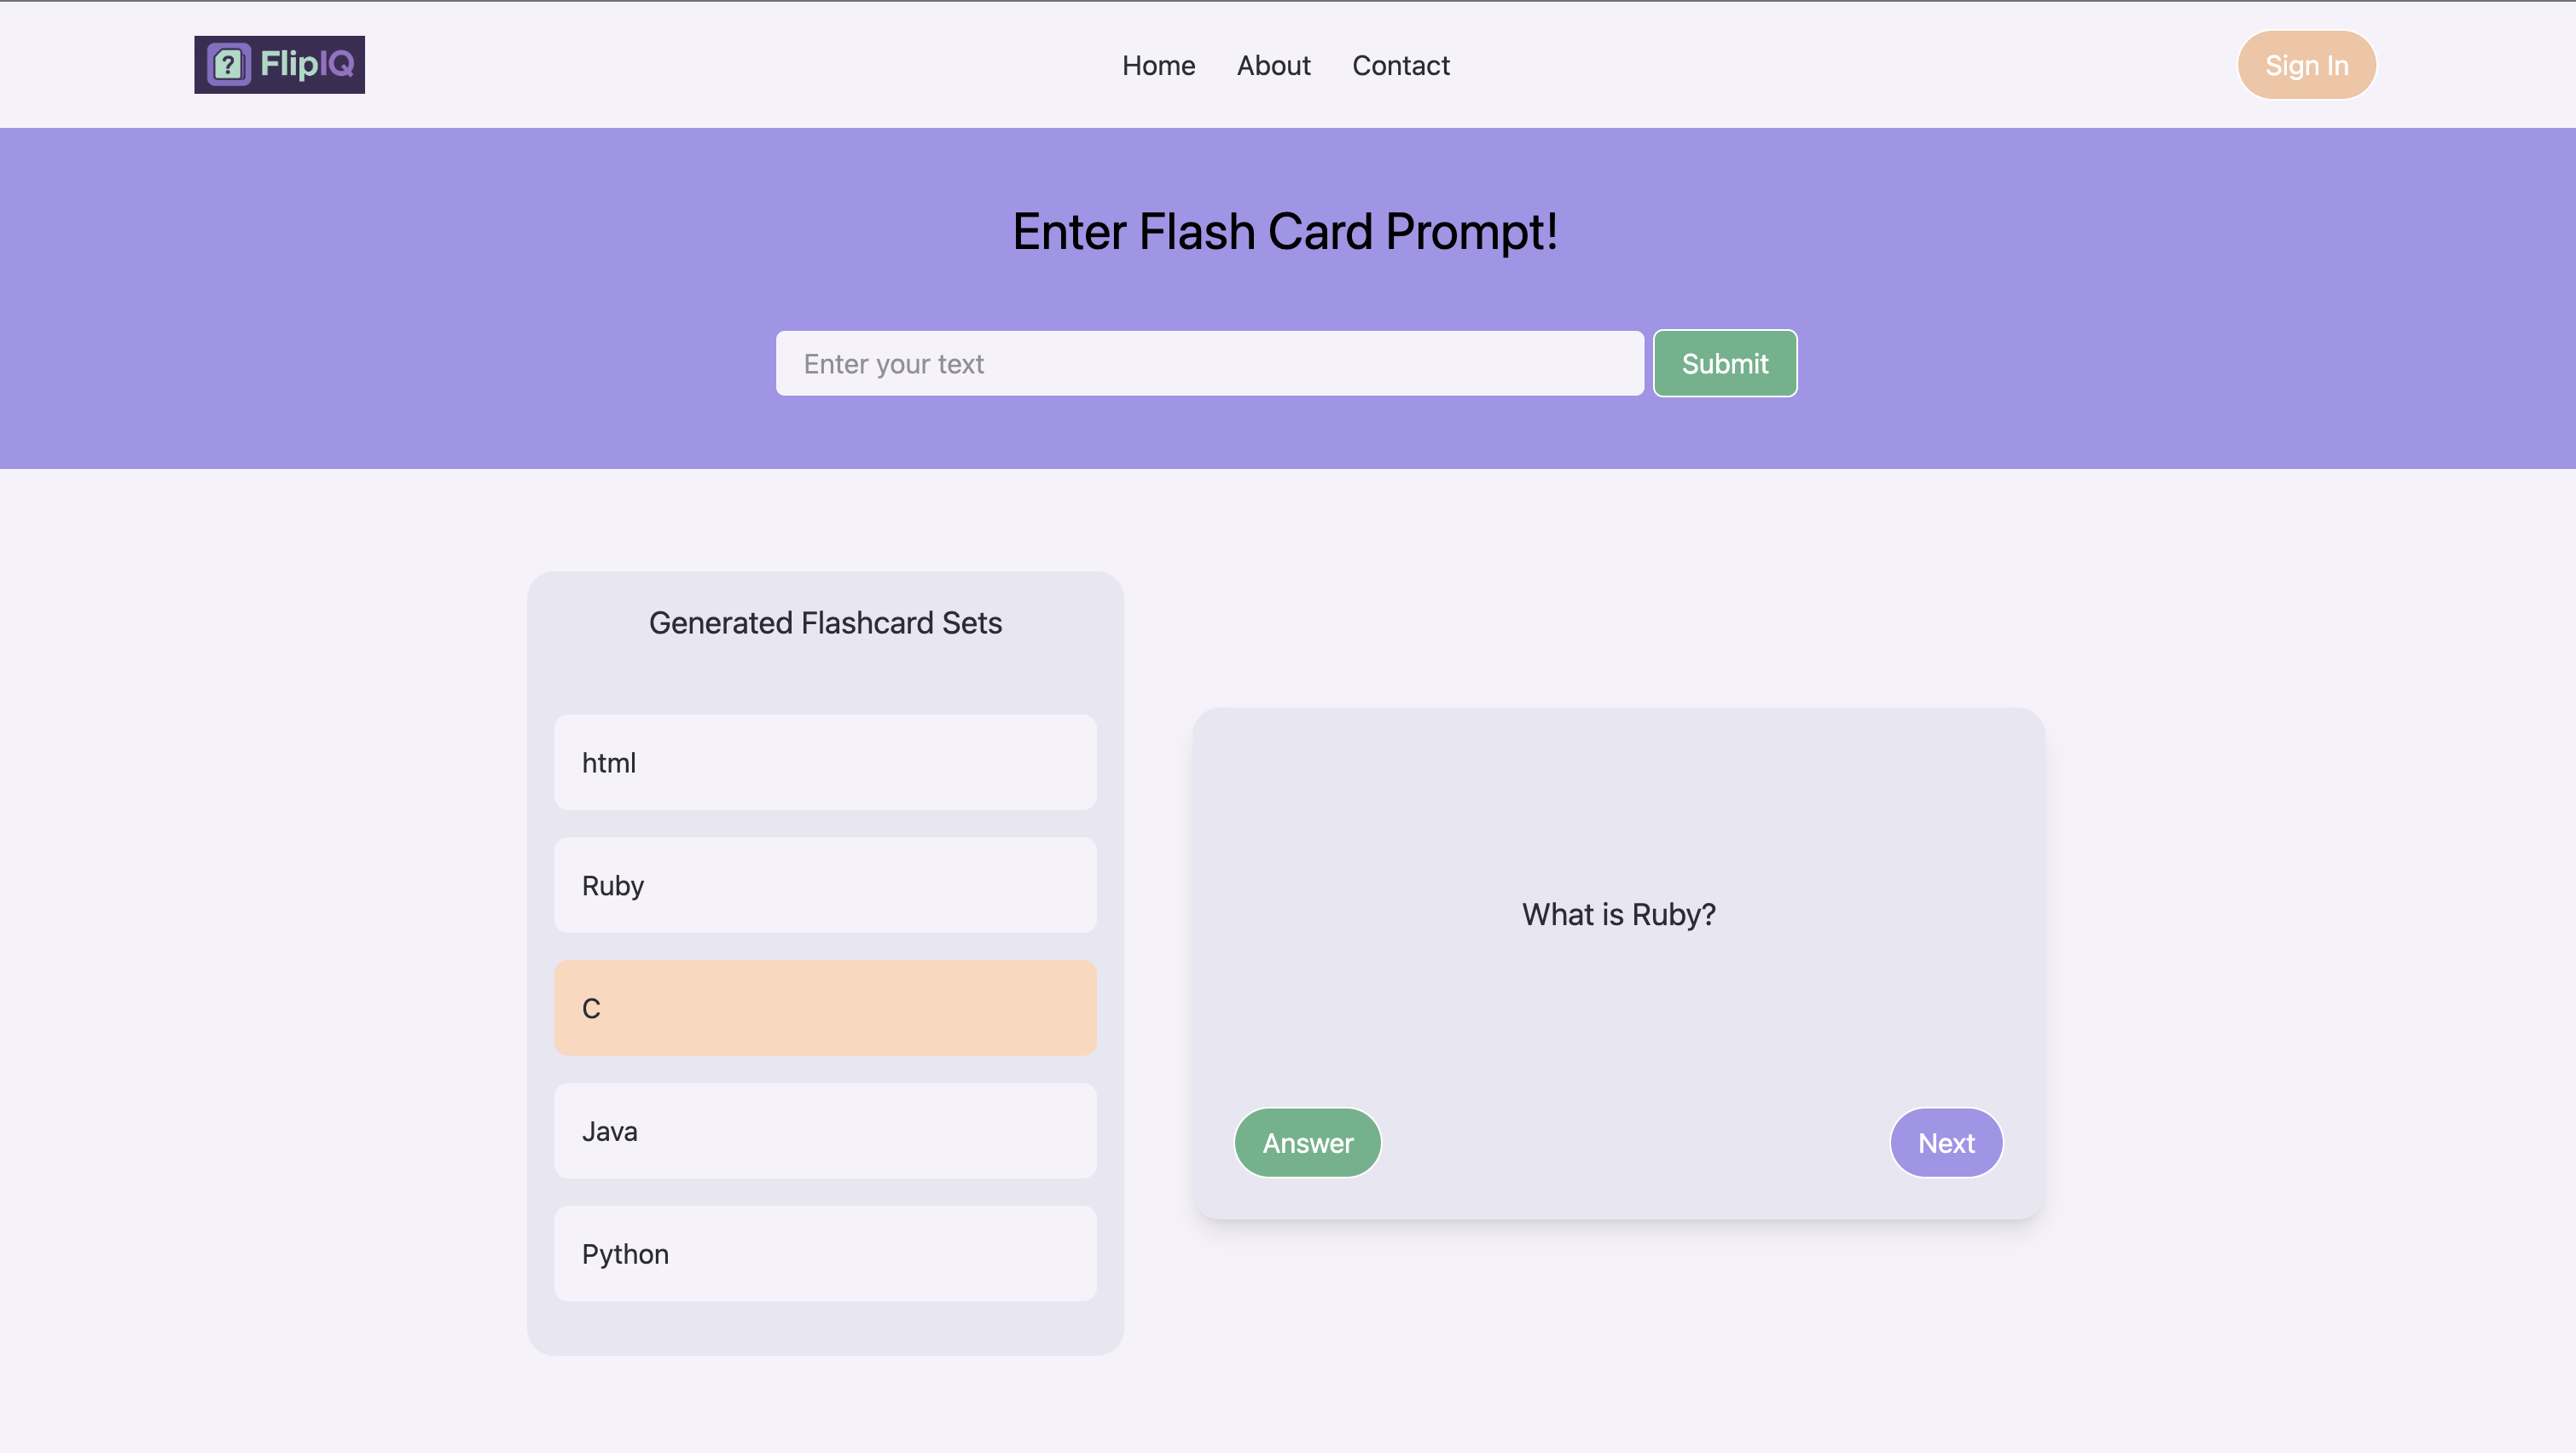 ? FlipIQ
Home About Contact
Sign In
Enter Flash Card Prompt!
Enter your text
Submit
Generated Flashcard Sets
html
Ruby
C
Java
Python
What is Ruby?
Answer
Next